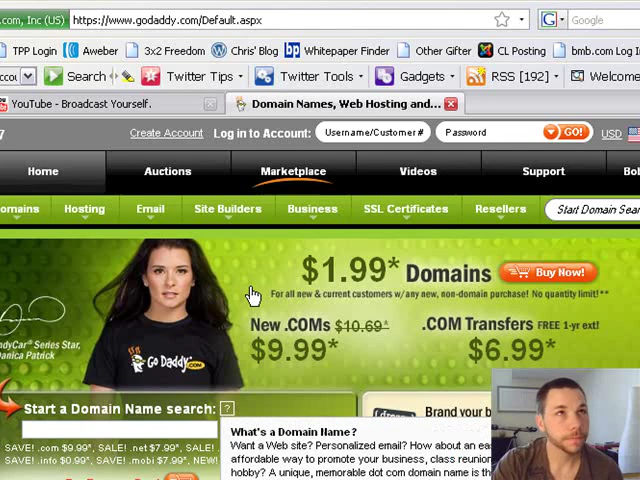 .com, Inc (US) https://www.godaddy.com/Default.aspx Google
TPP Login Aweber 3x2 Freedom Chris' Blog Whitepaper Finder Other Gifter CL Posting bmb.com Log In
Search Twitter Tips Twitter Tools Gadgets RSS [192] Welcome
YouTube - Broadcast Yourself. Domain Names, Web Hosting and...
7 Create Account Log in to Account: Username/Customer # Password GO! USD
Home Auctions Marketplace Videos Support Bob
omains Hosting Email Site Builders Business SSL Certificates Resellers Start Domain Sear
$1.99* Domains Buy Now!
For all new & current customers w/any new, non-domain purchase! No quantity limit!**
New .COMs $10.69* .COM Transfers FREE 1-yr ext!
$9.99* $6.99*
ndyCar® Series Star,
Danica Patrick
Go Daddy.COM
Start a Domain Name search: ?
Brand your b
What's a Domain Name?
SAVE! .com $9.99*, SALE! .net $7.99*,
SAVE! .info $0.99*, .mobi $7.99*, NEW!
Want a Web site? Personalized email? How about an eas
affordable way to promote your business, class reunion
hobby? A unique, memorable dot com domain name is th